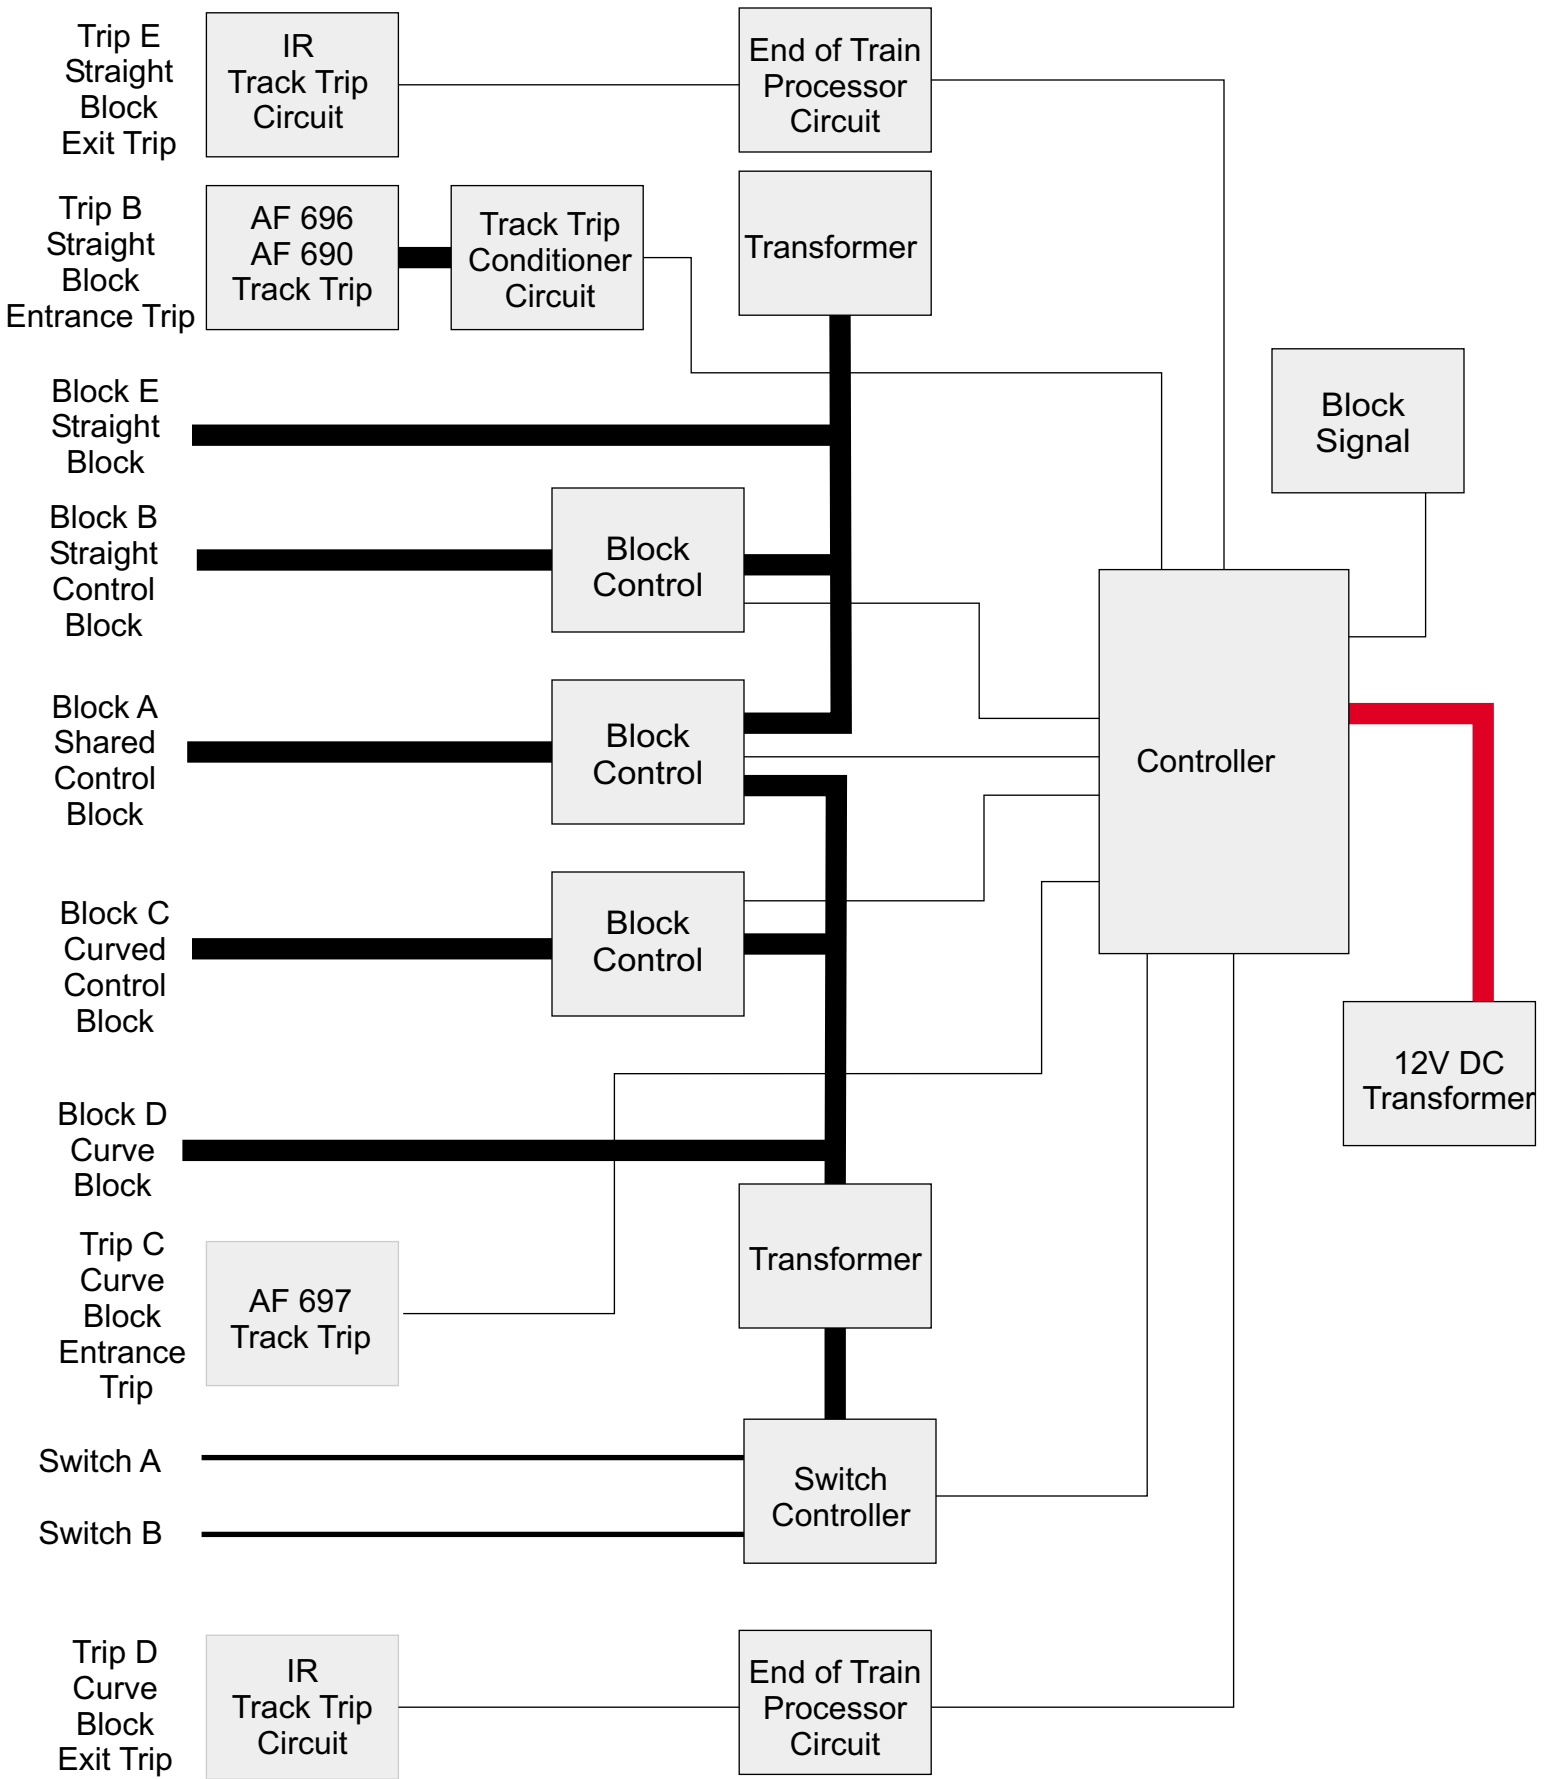 Trip E
Straight
Block
Exit Trip
IR
Track Trip
Circuit
End of Train
Processor
Circuit
Trip B
Straight
Block
Entrance Trip
AF 696
AF 690
Track Trip
Track Trip
Conditioner
Circuit
Transformer
Block E
Straight
Block
Block
Signal
Block B
Straight
Control
Block
Block
Control
Block A
Shared
Control
Block
Block
Control
Controller
Block C
Curved
Control
Block
Block
Control
12V DC
Transformer
Block D
Curve
Block
Transformer
Trip C
Curve
Block
Entrance
Trip
AF 697
Track Trip
Switch A
Switch B
Switch
Controller
Trip D
Curve
Block
Exit Trip
IR
Track Trip
Circuit
End of Train
Processor
Circuit